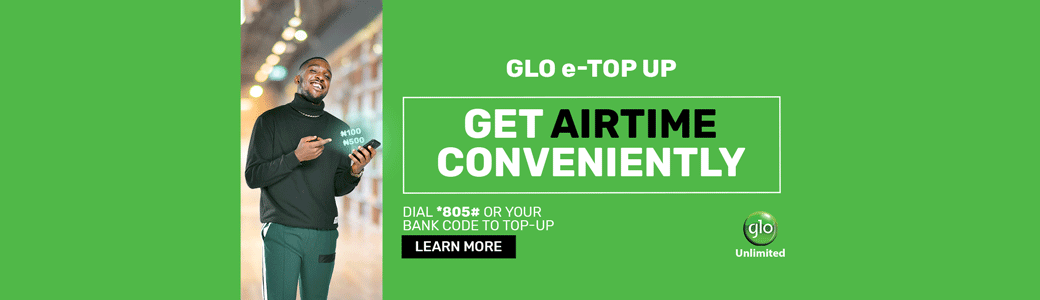 GLO e-TOP UP
GET AIRTIME
CONVENIENTLY
₦100
₦500
DIAL *805# OR YOUR
BANK CODE TO TOP-UP
LEARN MORE
glo
Unlimited